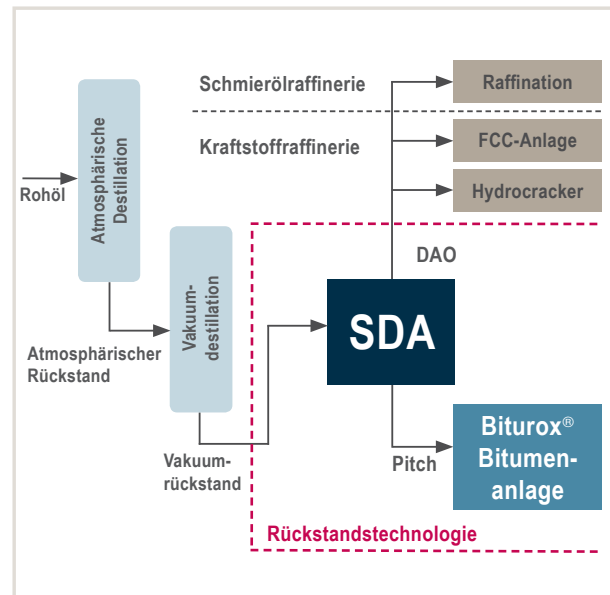 Schmierölraffinerie
Raffination
Kraftstoffraffinerie
FCC-Anlage
Hydrocracker
Rohöl
Atmosphärische
Destillation
DAO
Vakuum-
destillation
SDA
Atmosphärischer
Rückstand
Biturox®
Bitumen-
anlage
Pitch
Vakuum-
rückstand
Rückstandstechnologie